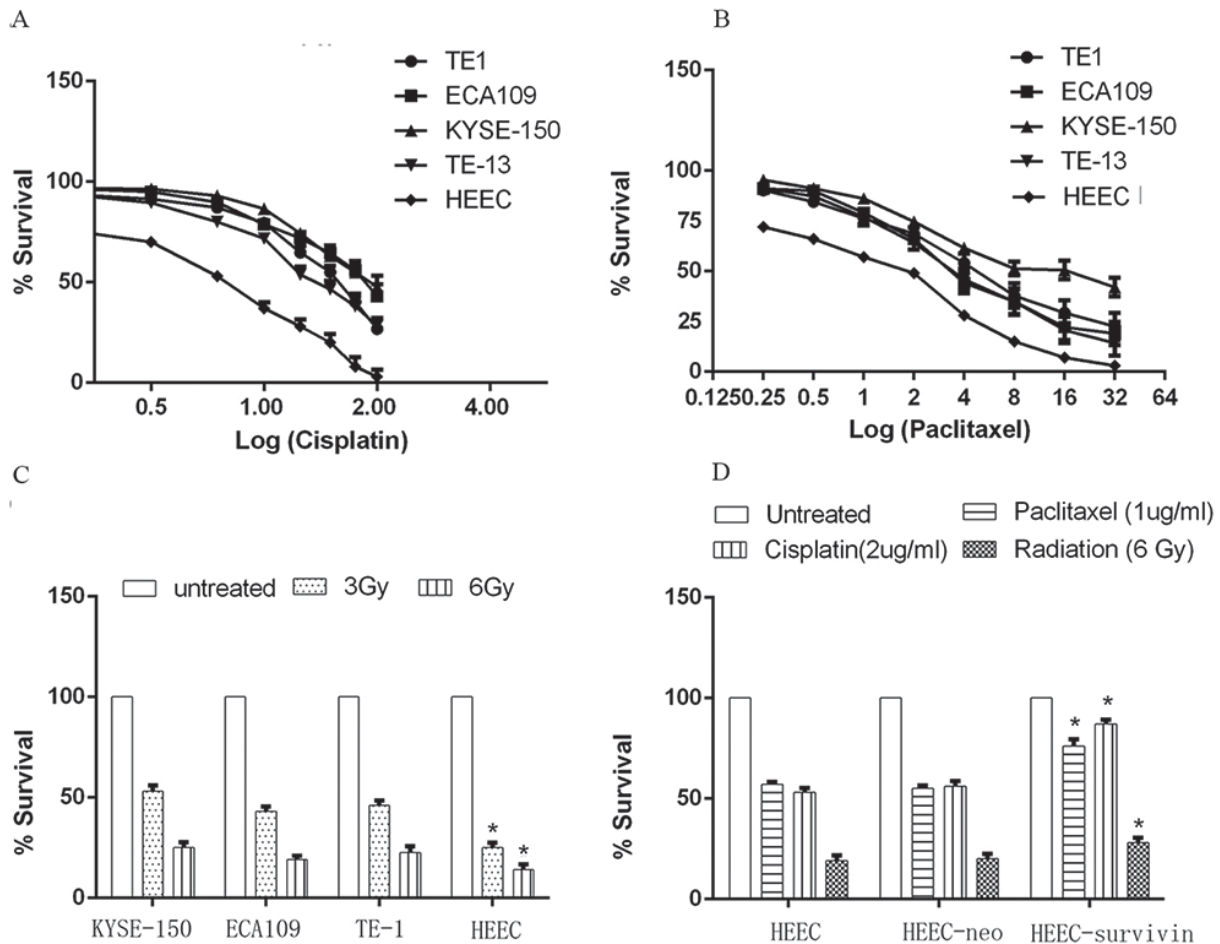 A
TE1
ECA109
KYSE-150
TE-13
HEEC
150
100
50
0
% Survival
0.5 1.00 2.00 4.00
Log (Cisplatin)
B
TE1
ECA109
KYSE-150
TE-13
HEEC
150
100
75
50
25
0
% Survival
0.125 0.25 0.5 1 2 4 8 16 32 64
Log (Paclitaxel)
C
untreated 3Gy 6Gy
150
100
50
0
% Survival
* *
KYSE-150 ECA109 TE-1 HEEC
D
Untreated Paclitaxel (1ug/ml)
Cisplatin(2ug/ml) Radiation (6 Gy)
150
100
50
0
% Survival
* * *
HEEC HEEC-neo HEEC-survivin